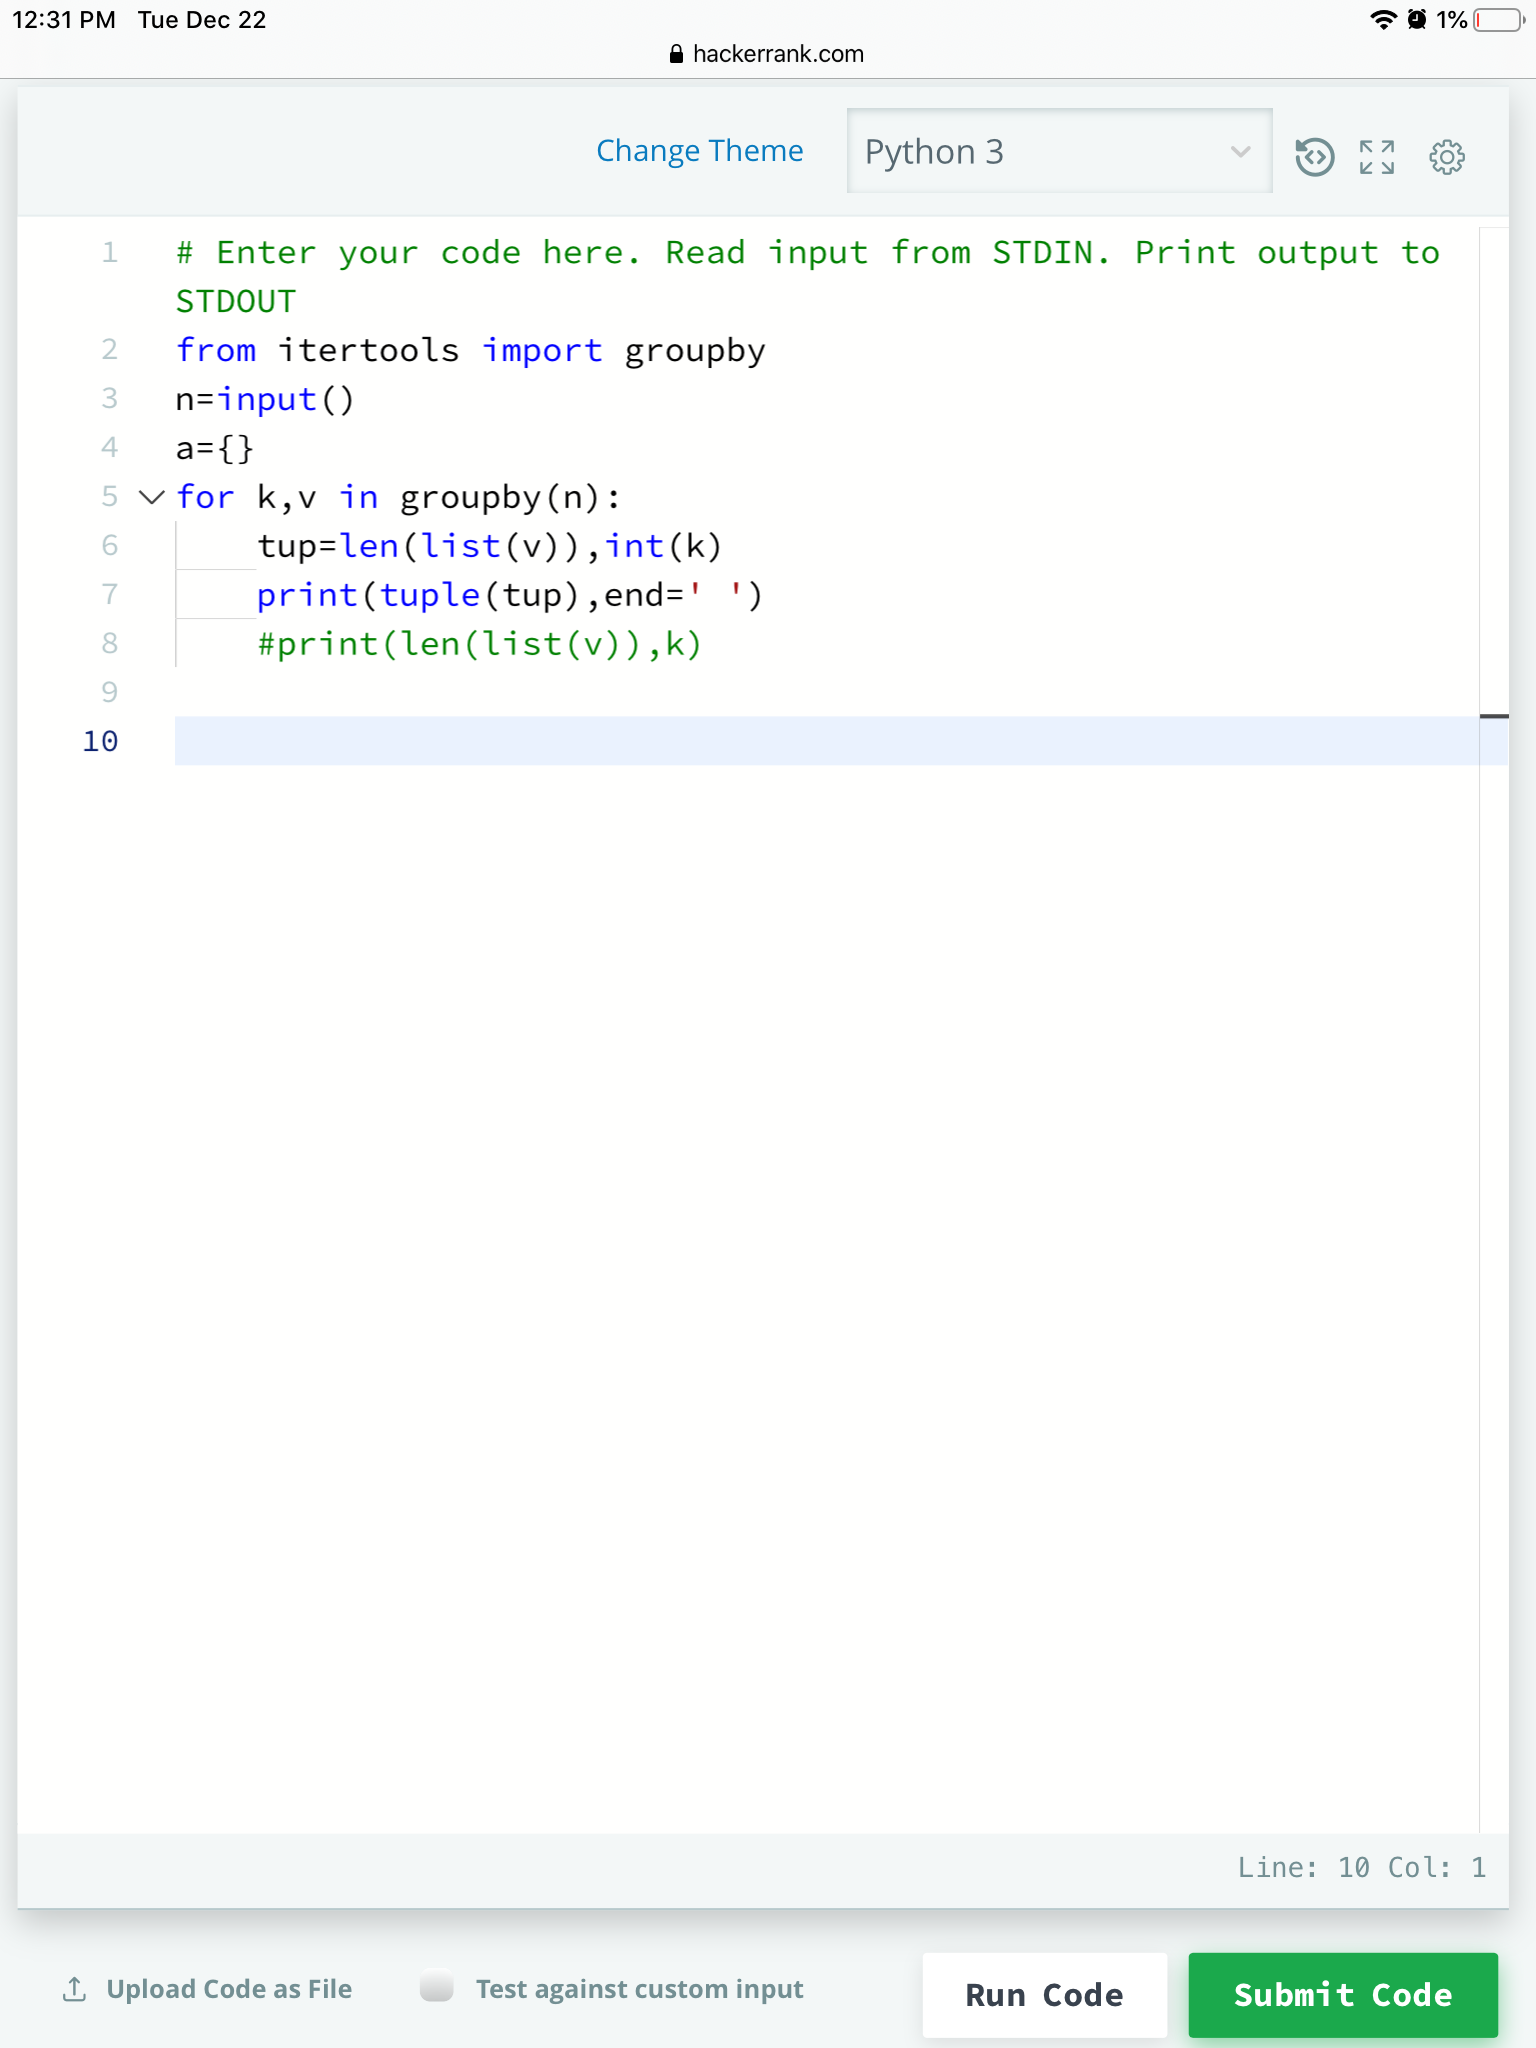 12:31 PM Tue Dec 22 1%
hackerrank.com
Change Theme Python 3
1 # Enter your code here. Read input from STDIN. Print output to
STDOUT
2 from itertools import groupby
3 n=input()
4 a={}
5 for k,v in groupby(n):
6     tup=len(list(v)),int(k)
7     print(tuple(tup),end=' ')
8     #print(len(list(v)),k)
9
10
Line: 10 Col: 1
Upload Code as File Test against custom input Run Code Submit Code